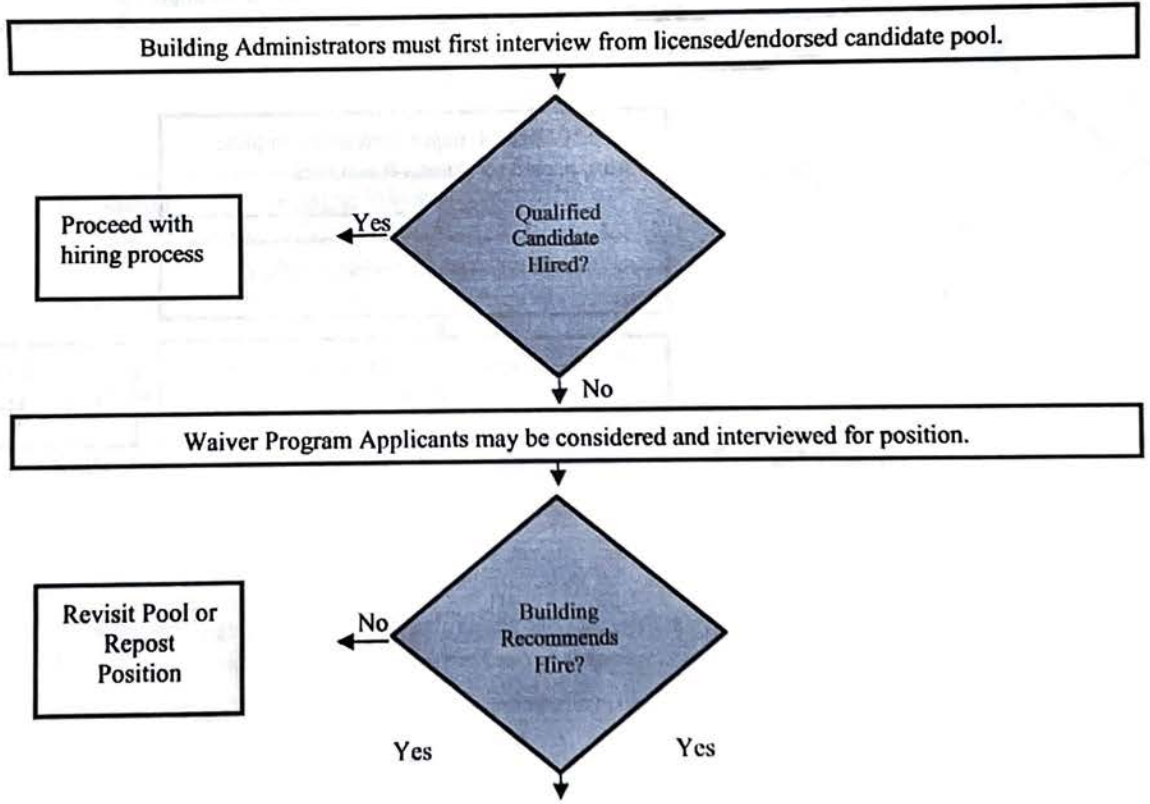 Building Administrators must first interview from licensed/endorsed candidate pool.
Qualified
Candidate
Hired?
Yes
Proceed with
hiring process
No
Waiver Program Applicants may be considered and interviewed for position.
Building
Recommends
Hire?
No
Revisit Pool or
Repost
Position
Yes
Yes